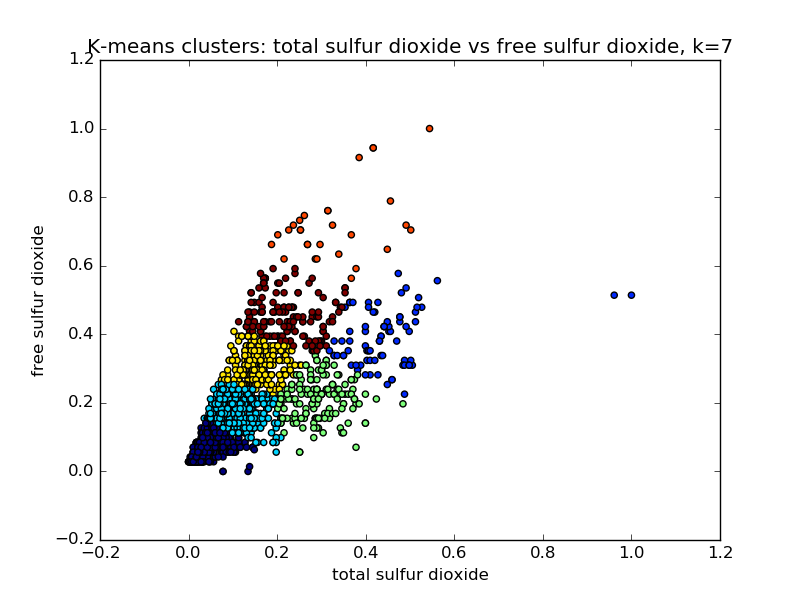 K-means clusters: total sulfur dioxide vs free sulfur dioxide, k=7
1.2
1.0
0.8
0.6
0.4
0.2
0.0
−0.2
free sulfur dioxide
−0.2 0.0 0.2 0.4 0.6 0.8 1.0 1.2
total sulfur dioxide